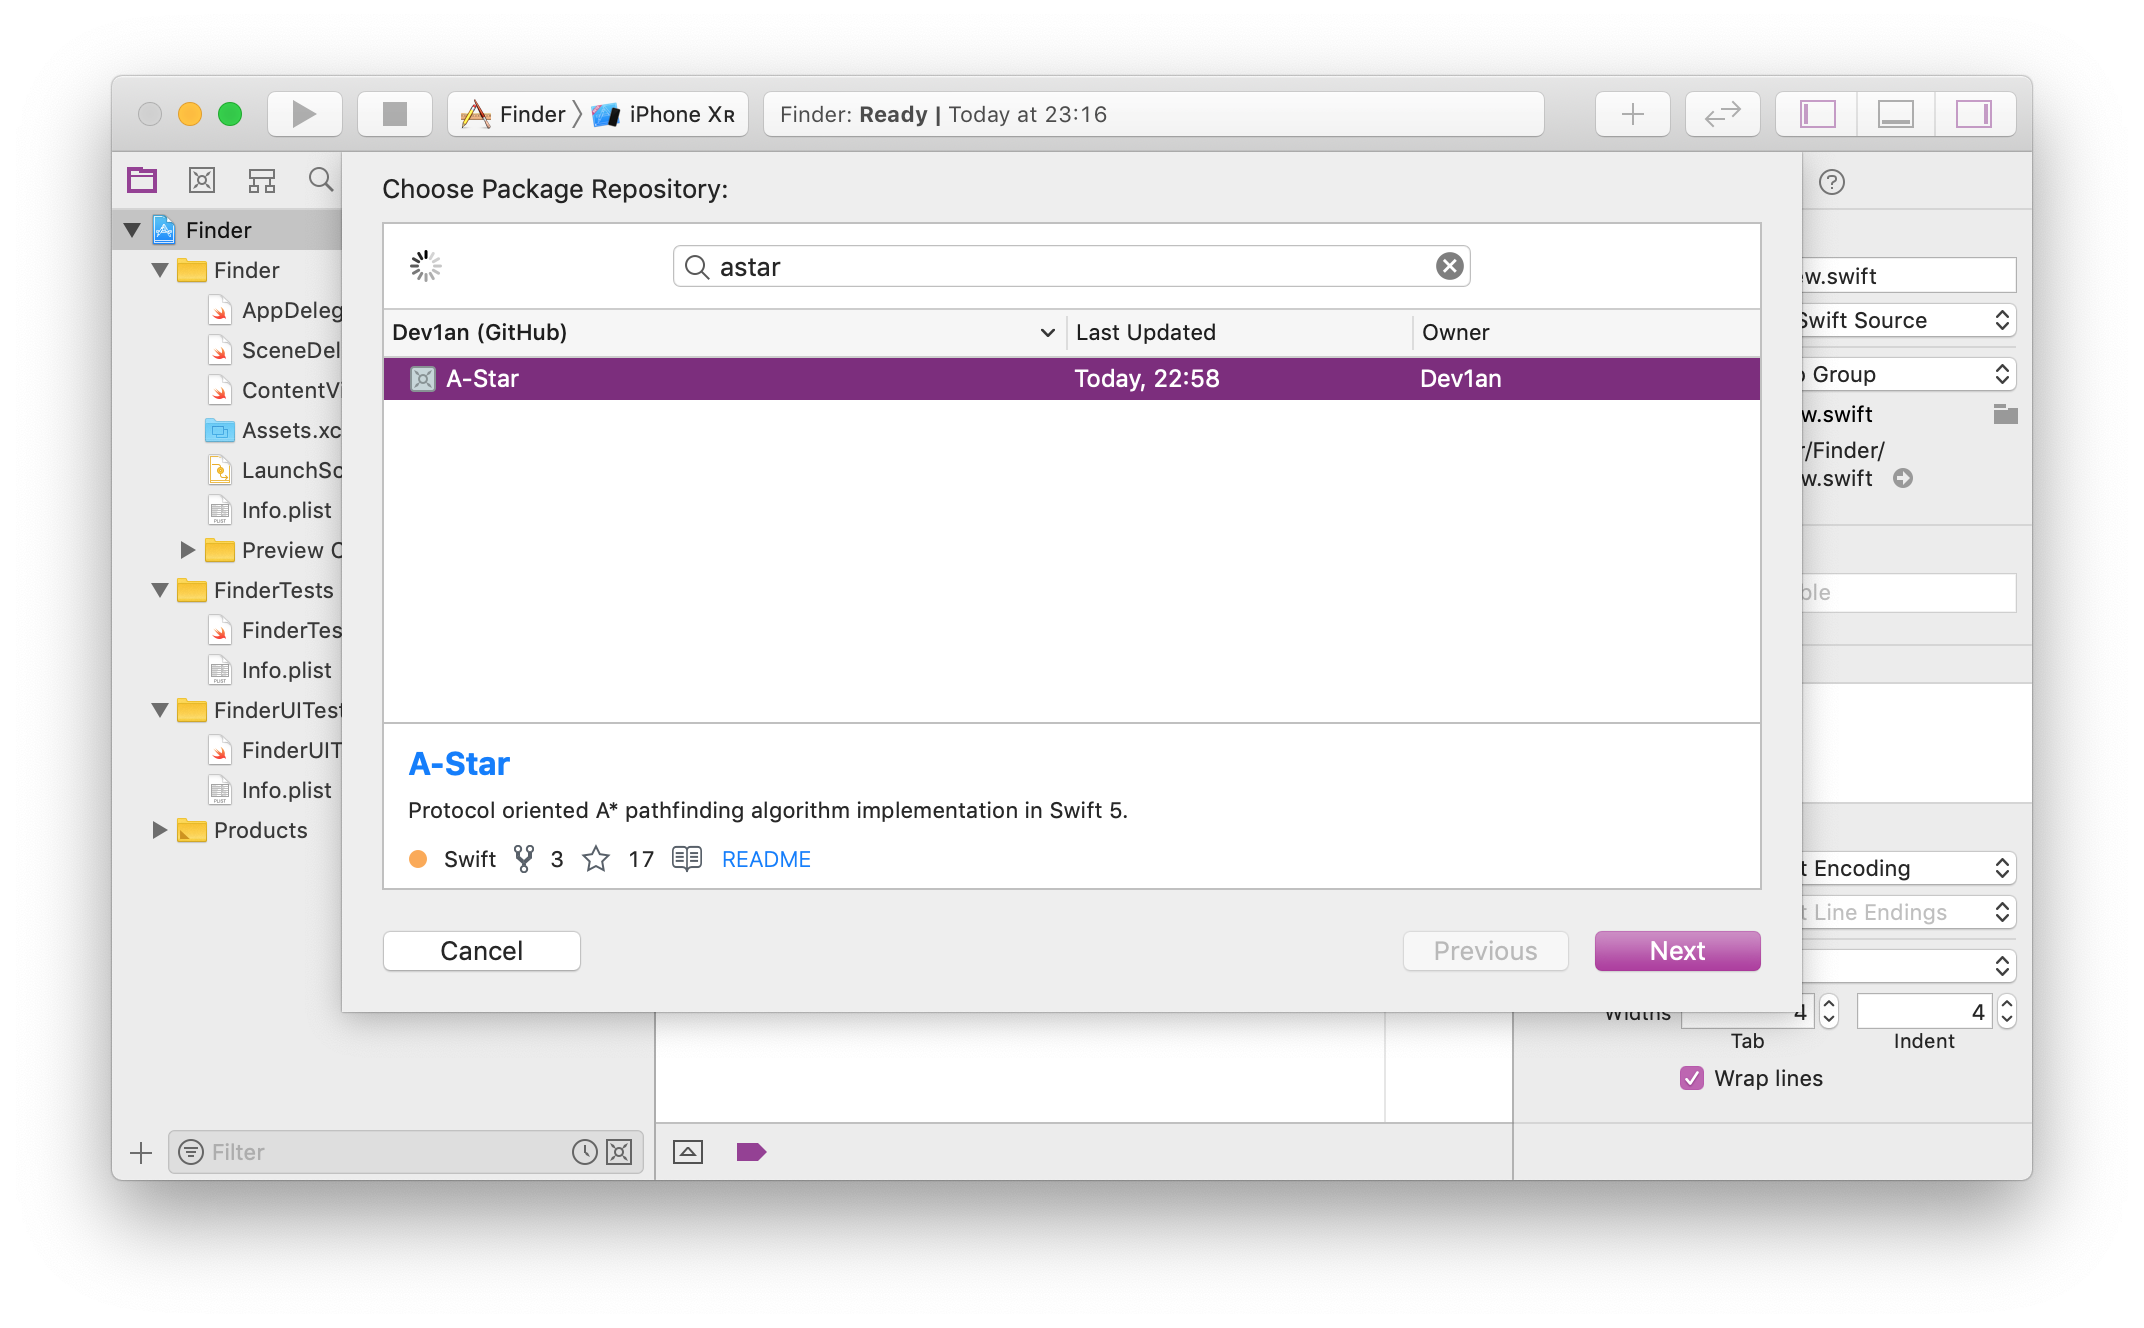 Finder
iPhone XR
Finder: Ready | Today at 23:16
Choose Package Repository:
astar
Dev1an (GitHub)
Last Updated
Owner
A-Star
Today, 22:58
Dev1an
A-Star
Protocol oriented A* pathfinding algorithm implementation in Swift 5.
Swift
3
17
README
Cancel
Previous
Next
Finder
Finder
AppDeleg
SceneDel
ContentVi
Assets.xc
LaunchSc
Info.plist
Preview C
FinderTests
FinderTes
Info.plist
FinderUITest
FinderUIT
Info.plist
Products
Filter
ew.swift
Swift Source
o Group
w.swift
r/Finder/
w.swift
ble
t Encoding
t Line Endings
Widths
4
4
Tab
Indent
Wrap lines